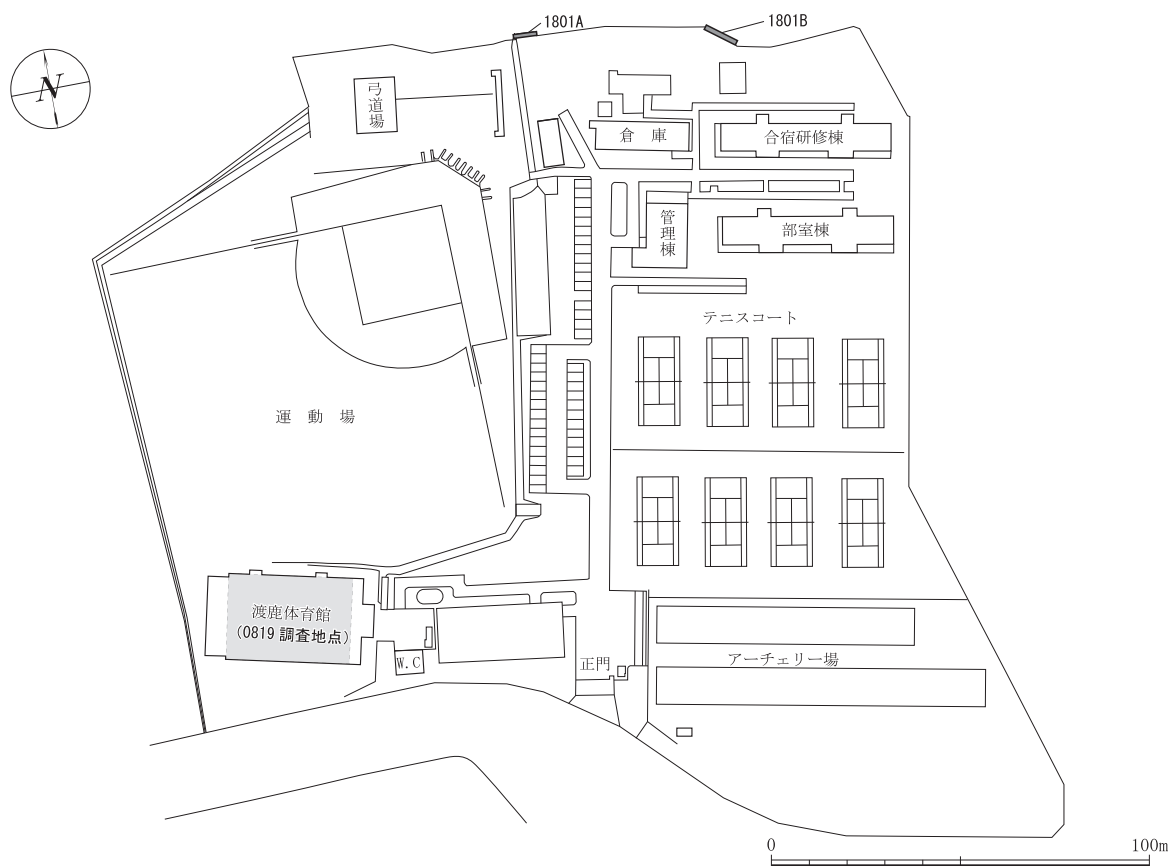 1801A
1801B
N
弓道場
倉 庫
合宿研修棟
管理棟
部室棟
テニスコート
運 動 場
渡鹿体育館
(0819 調査地点)
W.C
正門
アーチェリー場
0
100m